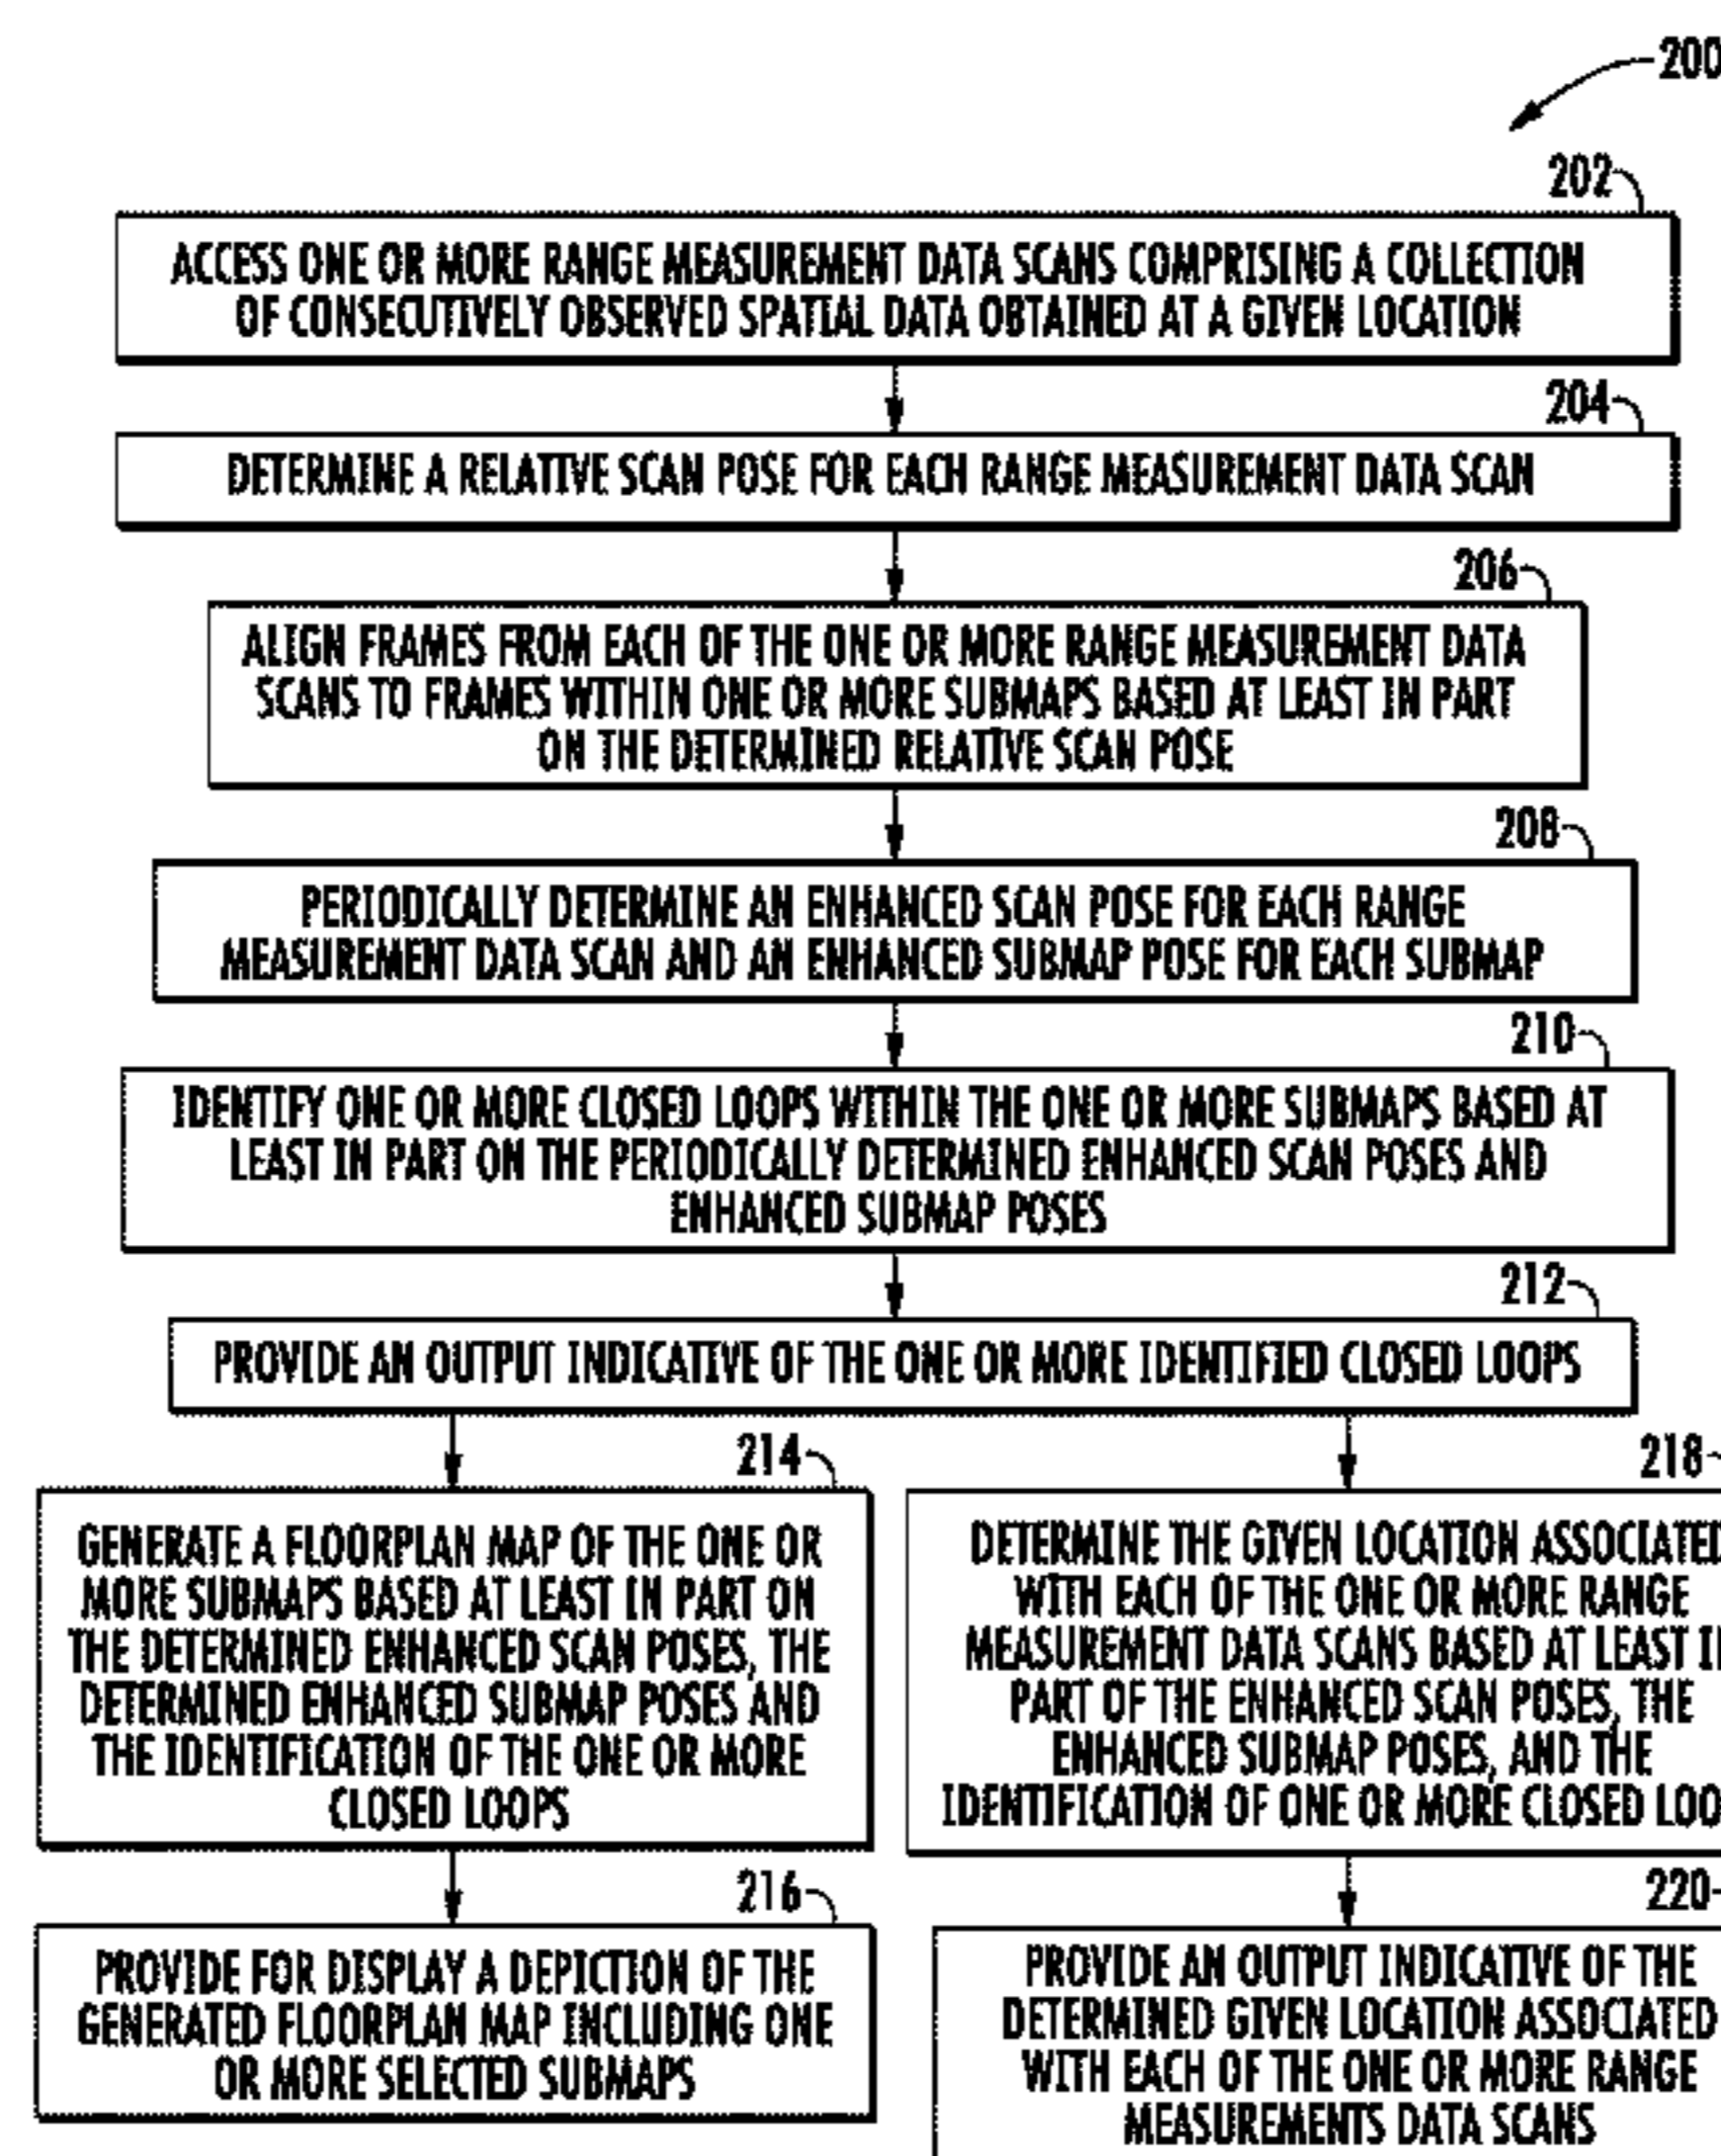 200
202
ACCESS ONE OR MORE RANGE MEASUREMENT DATA SCANS COMPRISING A COLLECTION
OF CONSECUTIVELY OBSERVED SPATIAL DATA OBTAINED AT A GIVEN LOCATION
204
DETERMINE A RELATIVE SCAN POSE FOR EACH RANGE MEASUREMENT DATA SCAN
206
ALIGN FRAMES FROM EACH OF THE ONE OR MORE RANGE MEASUREMENT DATA
SCANS TO FRAMES WITHIN ONE OR MORE SUBMAPS BASED AT LEAST IN PART
ON THE DETERMINED RELATIVE SCAN POSE
208
PERIODICALLY DETERMINE AN ENHANCED SCAN POSE FOR EACH RANGE
MEASUREMENT DATA SCAN AND AN ENHANCED SUBMAP POSE FOR EACH SUBMAP
210
IDENTIFY ONE OR MORE CLOSED LOOPS WITHIN THE ONE OR MORE SUBMAPS BASED AT
LEAST IN PART ON THE PERIODICALLY DETERMINED ENHANCED SCAN POSES AND
ENHANCED SUBMAP POSES
212
PROVIDE AN OUTPUT INDICATIVE OF THE ONE OR MORE IDENTIFIED CLOSED LOOPS
214
GENERATE A FLOORPLAN MAP OF THE ONE OR
MORE SUBMAPS BASED AT LEAST IN PART ON
THE DETERMINED ENHANCED SCAN POSES, THE
DETERMINED ENHANCED SUBMAP POSES AND
THE IDENTIFICATION OF THE ONE OR MORE
CLOSED LOOPS
216
PROVIDE FOR DISPLAY A DEPICTION OF THE
GENERATED FLOORPLAN MAP INCLUDING ONE
OR MORE SELECTED SUBMAPS
218
DETERMINE THE GIVEN LOCATION ASSOCIATED
WITH EACH OF THE ONE OR MORE RANGE
MEASUREMENT DATA SCANS BASED AT LEAST
PART OF THE ENHANCED SCAN POSES, THE
ENHANCED SUBMAP POSES, AND THE
IDENTIFICATION OF ONE OR MORE CLOSED
220
PROVIDE AN OUTPUT INDICATIVE OF THE
DETERMINED GIVEN LOCATION ASSOCIATED
WITH EACH OF THE ONE OR MORE RANGE
MEASUREMENTS DATA SCANS